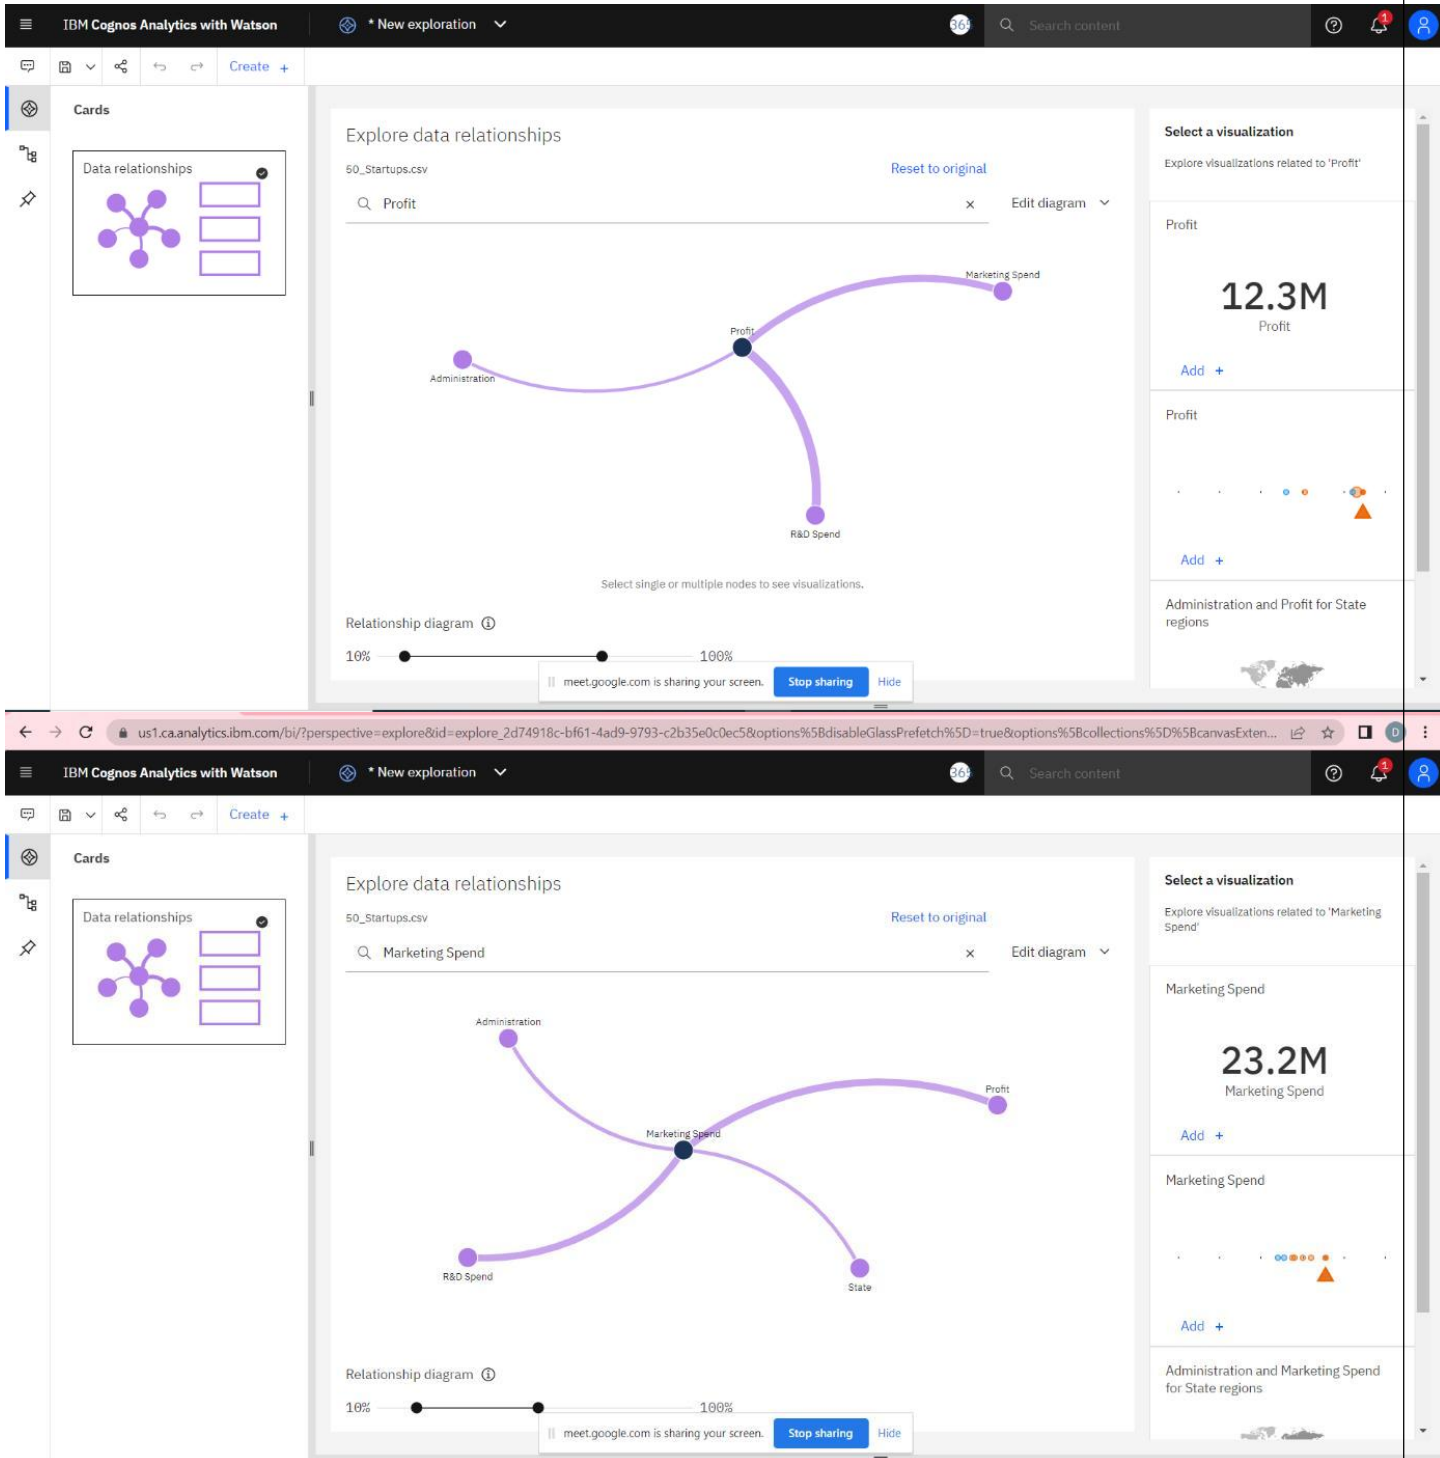 IBM Cognos Analytics with Watson
* New exploration
Search content
1
Create +
Cards
Data relationships
Explore data relationships
50_Startups.csv
Reset to original
Profit
Edit diagram
Marketing Spend
Profit
Administration
R&D Spend
Select single or multiple nodes to see visualizations.
Relationship diagram
10%
100%
meet.google.com is sharing your screen.
Stop sharing
Hide
Select a visualization
Explore visualizations related to 'Profit'
Profit
12.3M
Profit
Add +
Profit
Add +
Administration and Profit for State
regions
us1.ca.analytics.ibm.com/bi/?perspective=explore&id=explore_2d74918c-bf61-4ad9-9793-c2b35e0c0ec5&options%5BdisableGlassPrefetch%5D=true&options%5Bcollections%5D%5BcanvasExten...
D
IBM Cognos Analytics with Watson
* New exploration
Search content
1
Create +
Cards
Data relationships
Explore data relationships
50_Startups.csv
Reset to original
Marketing Spend
Edit diagram
Administration
Profit
Marketing Spend
R&D Spend
State
Relationship diagram
10%
100%
meet.google.com is sharing your screen.
Stop sharing
Hide
Select a visualization
Explore visualizations related to 'Marketing
Spend'
Marketing Spend
23.2M
Marketing Spend
Add +
Marketing Spend
Add +
Administration and Marketing Spend
for State regions